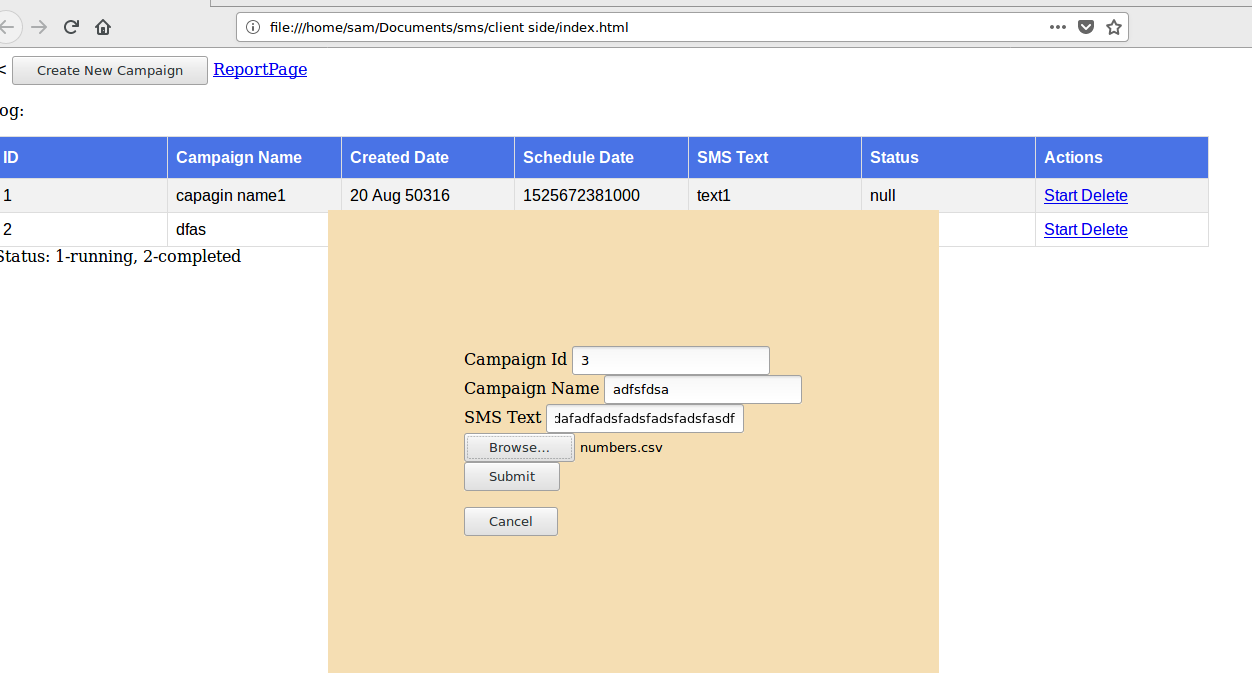 file:///home/sam/Documents/sms/client side/index.html
< Create New Campaign ReportPage
og:
ID Campaign Name Created Date Schedule Date SMS Text Status Actions
1 capagin name1 20 Aug 50316 1525672381000 text1 null Start Delete
2 dfas Start Delete
Status: 1-running, 2-completed
Campaign Id 3
Campaign Name adfsfdsa
SMS Text dafadfadsfadsfadsfadsfasdf
Browse... numbers.csv
Submit
Cancel